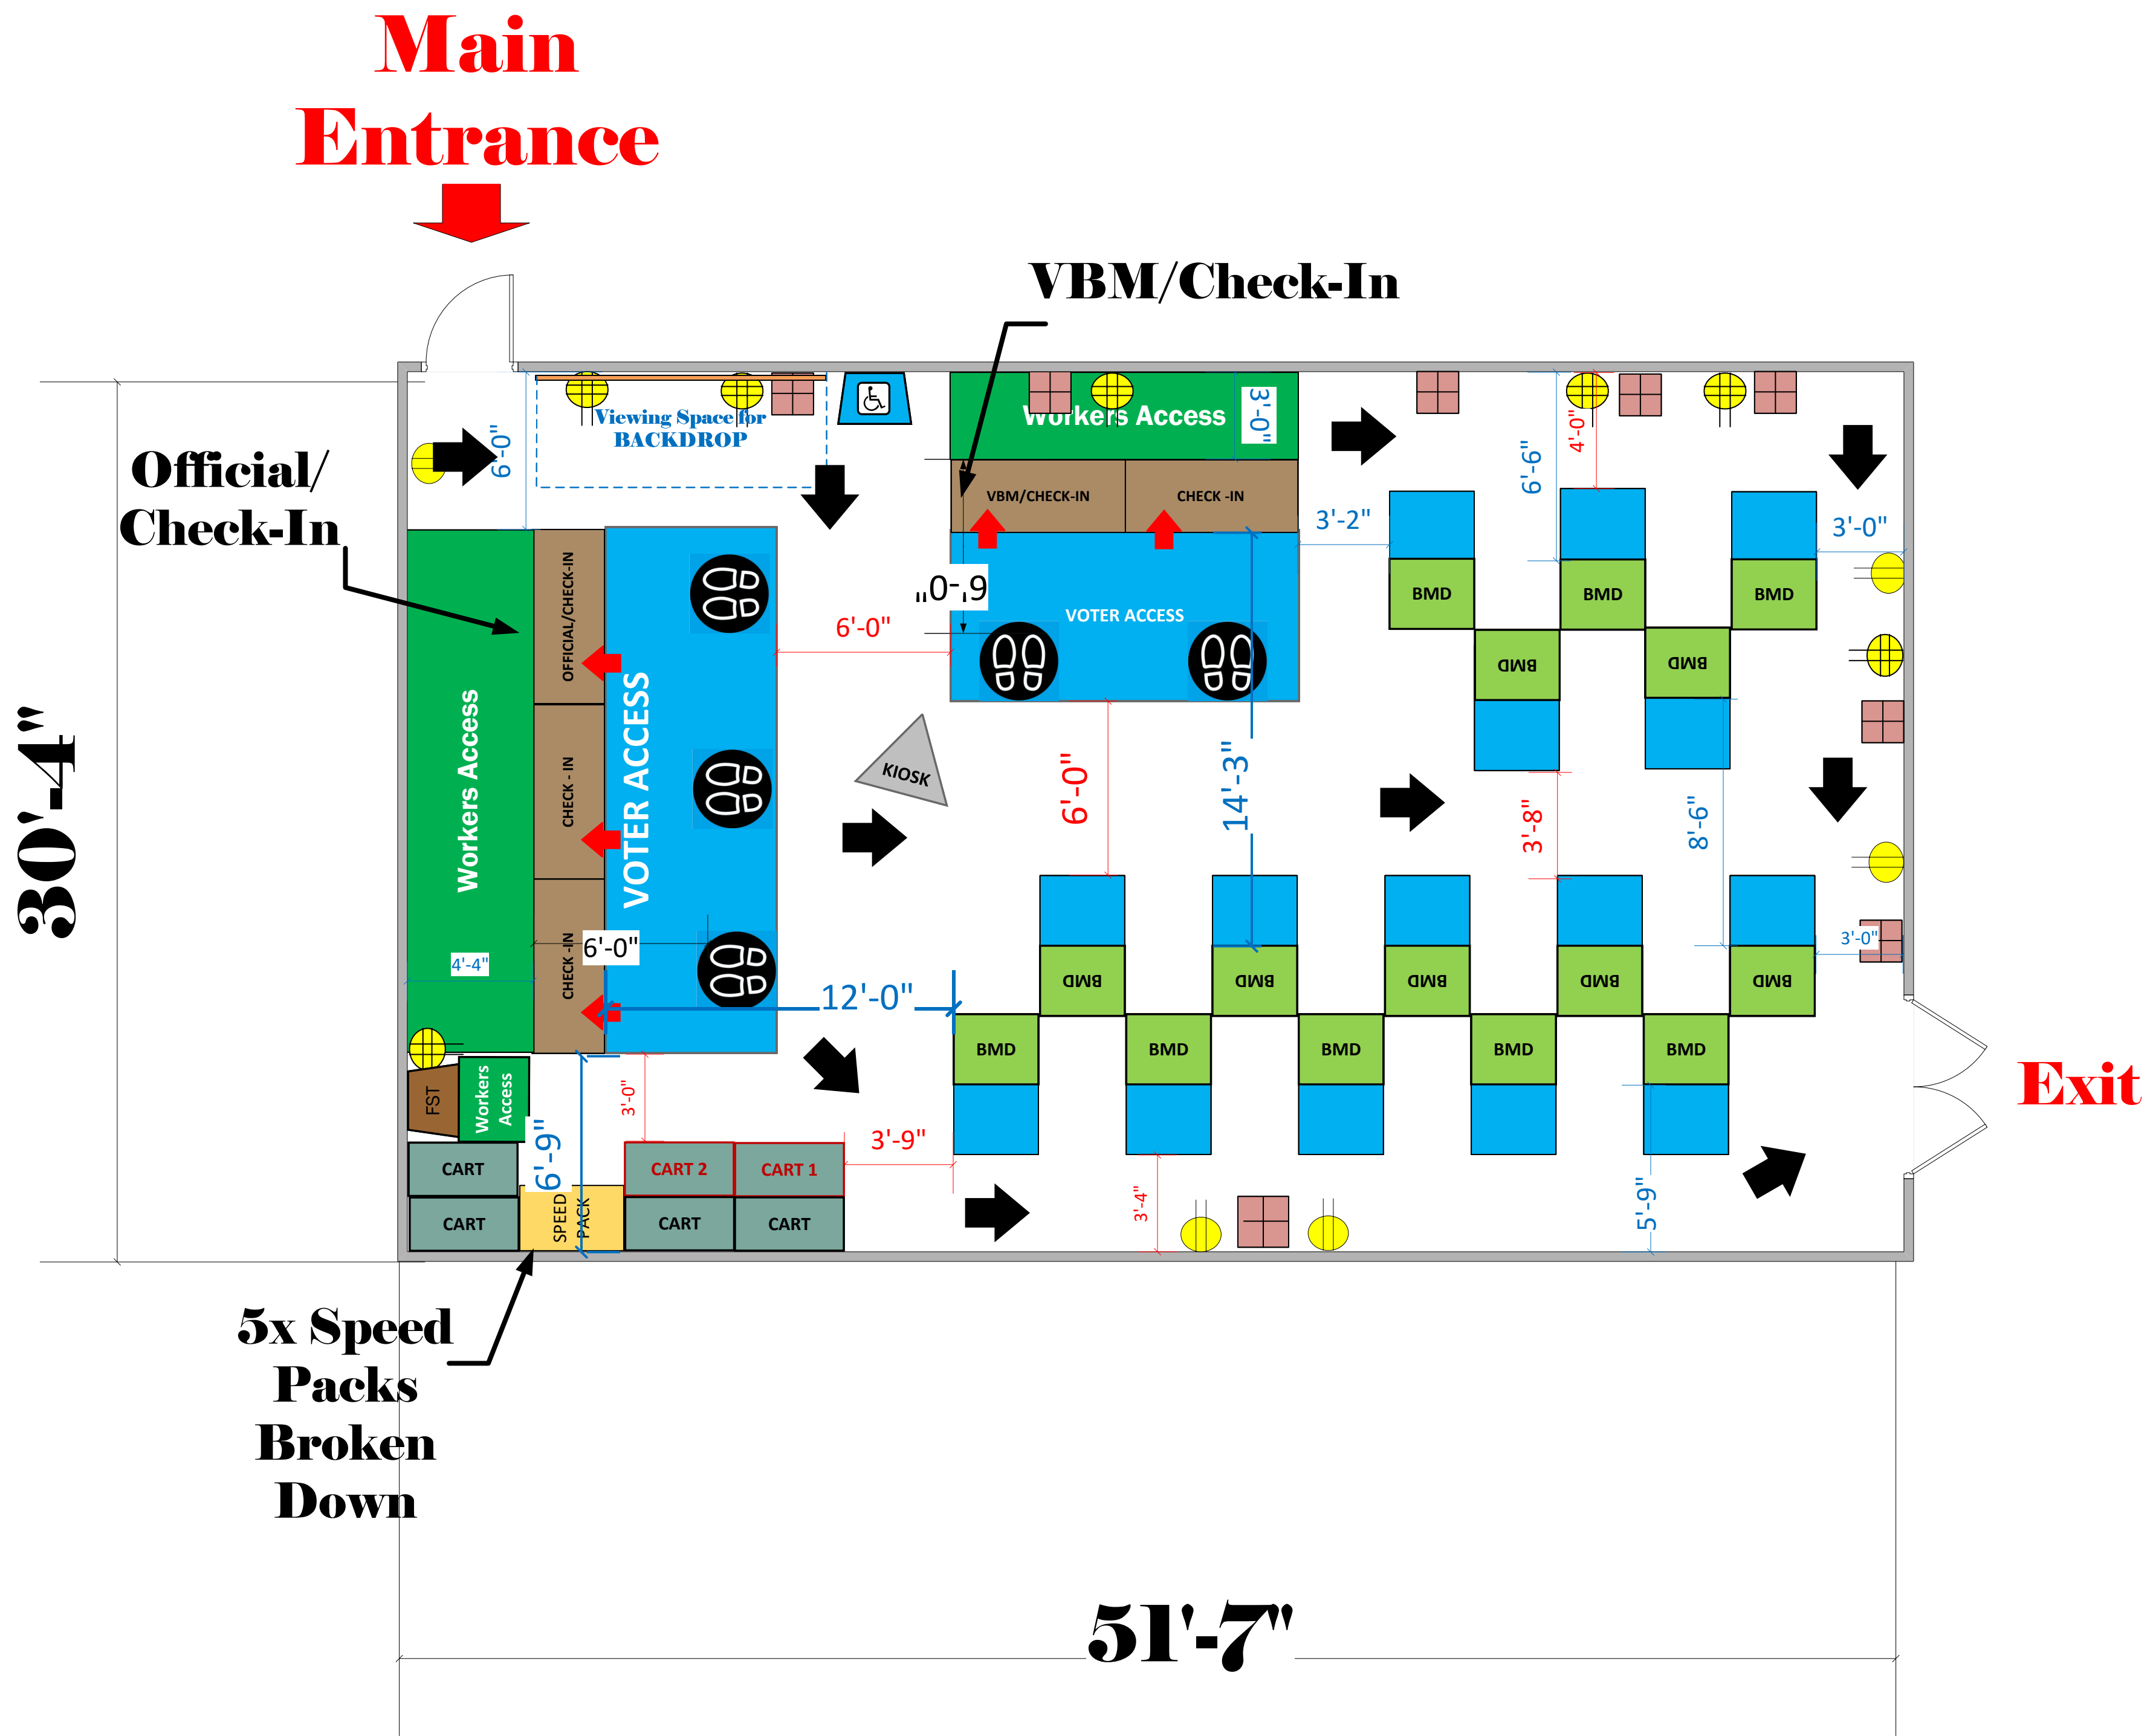 Main
Entrance
VBM/Check-In
Official/
Check-In
Viewing Space for
BACKDROP
6'-0"
Workers Access
3'-0"
VBM/CHECK-IN
CHECK -IN
6'-0"
VOTER ACCESS
6'-0"
3'-2"
6'-6"
4'-0"
3'-0"
BMD
BMD
BMD
BMD
BMD
30'-4"
Workers Access
OFFICIAL/CHECK-IN
CHECK - IN
CHECK -IN
VOTER ACCESS
4'-4"
6'-0"
KIOSK
6'-0"
14'-3"
3'-8"
8'-6"
3'-0"
12'-0"
BMD
BMD
BMD
BMD
BMD
BMD
BMD
BMD
BMD
BMD
Exit
FST
Workers
Access
6'-9"
3'-0"
3'-9"
3'-4"
5'-9"
CART
CART 2
CART 1
CART
SPEED
PACK
CART
CART
5x Speed
Packs
Broken
Down
51'-7"